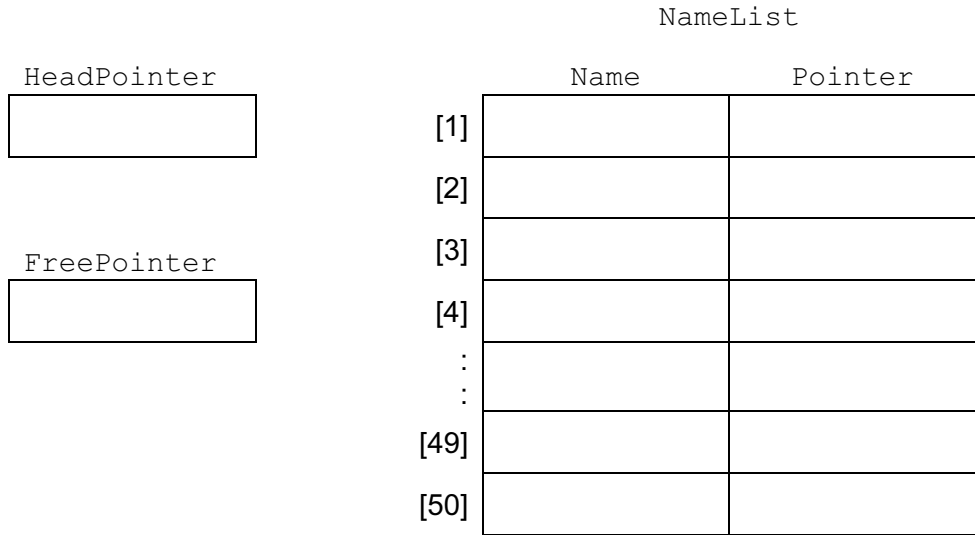 NameList
HeadPointer
Name Pointer
[1]
[2]
FreePointer
[3]
[4]
:
:
[49]
[50]